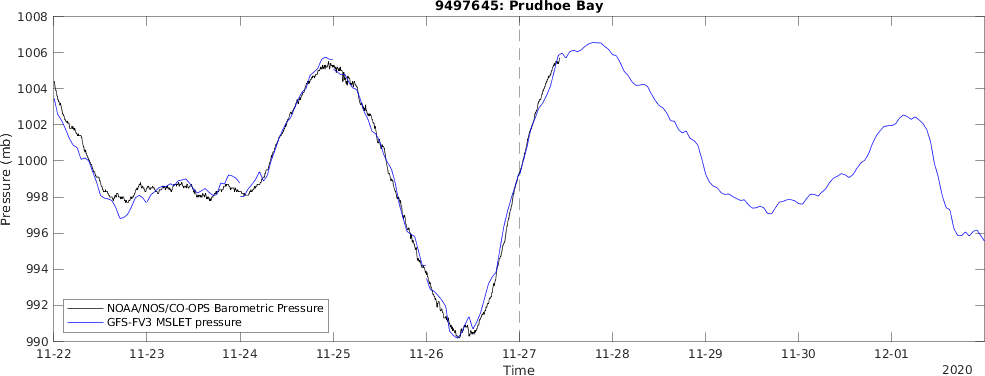 9497645: Prudhoe Bay
1008
1006
1004
1002
1000
998
996
994
992
990
Pressure (mb)
NOAA/NOS/CO-OPS Barometric Pressure
GFS-FV3 MSLET pressure
11-22 11-23 11-24 11-25 11-26 11-27 11-28 11-29 11-30 12-01
Time
2020